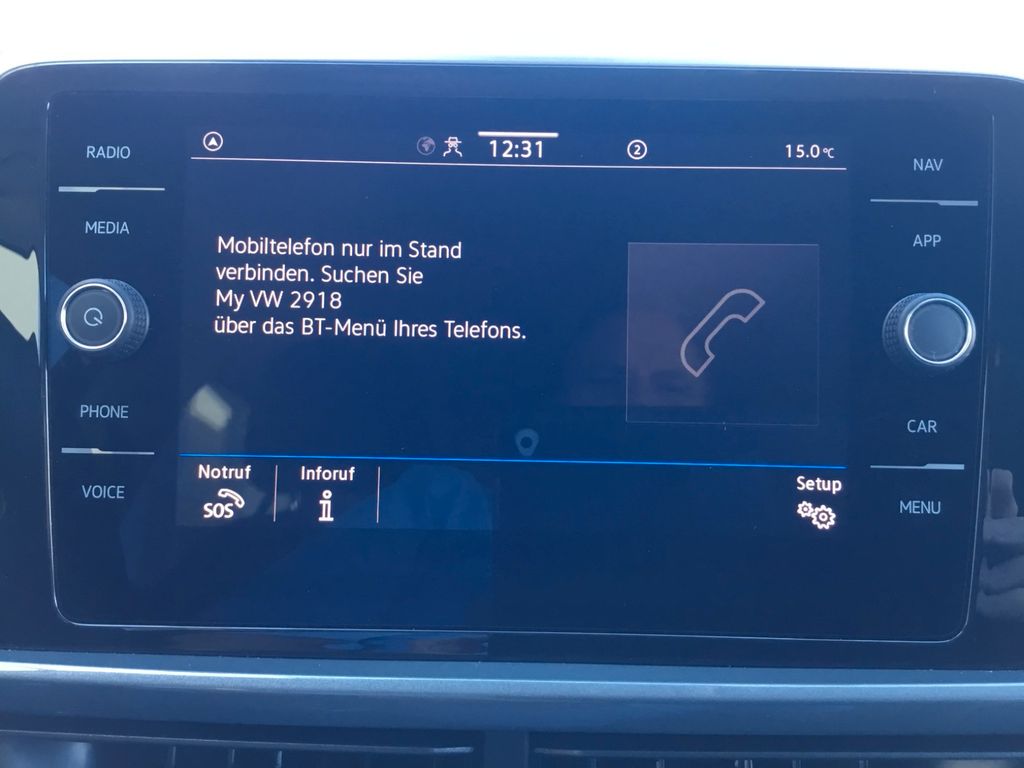 RADIO
MEDIA
PHONE
VOICE
12:31
2
15.0 °C
Mobiltelefon nur im Stand
verbinden. Suchen Sie
My VW 2918
über das BT-Menü Ihres Telefons.
Notruf
SOS
Inforuf
i
Setup
NAV
APP
CAR
MENU